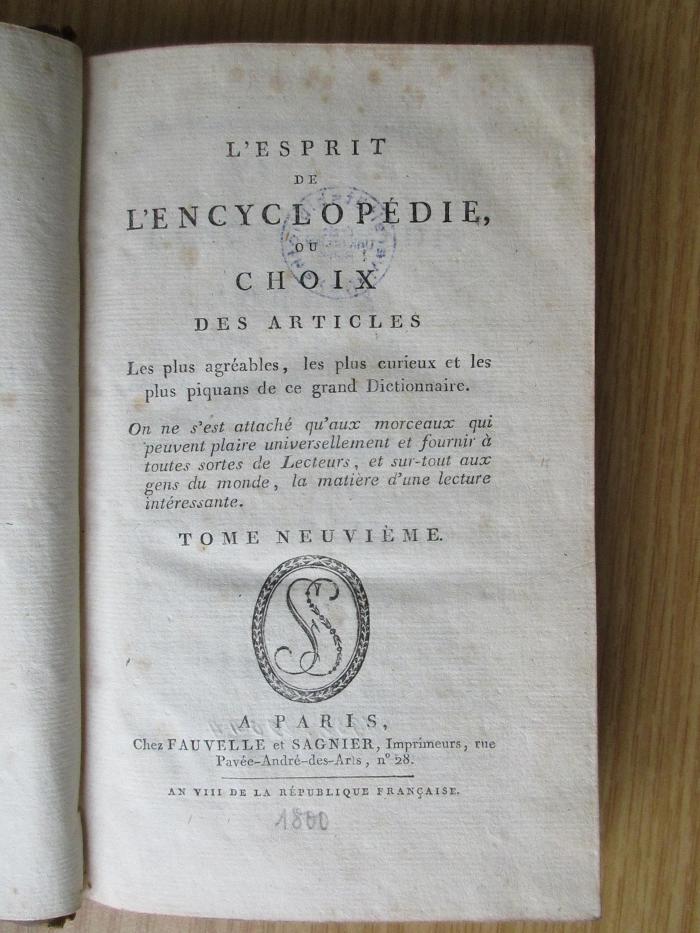 L'ESPRIT
DE
L'ENCYCLOPÉDIE,
OU
CHOIX
DES ARTICLES
Les plus agréables, les plus curieux et les
plus piquans de ce grand Dictionnaire.
On ne s'est attaché qu'aux morceaux qui
peuvent plaire universellement et fournir à
toutes sortes de Lecteurs, et sur-tout aux
gens du monde, la matière d'une lecture
intéressante.
TOME NEUVIÈME.
A PARIS,
Chez FAUVELLE et SAGNIER, Imprimeurs, rue
Pavée-André-des-Arts, n° 28.
AN VIII DE LA RÉPUBLIQUE FRANÇAISE.
1800